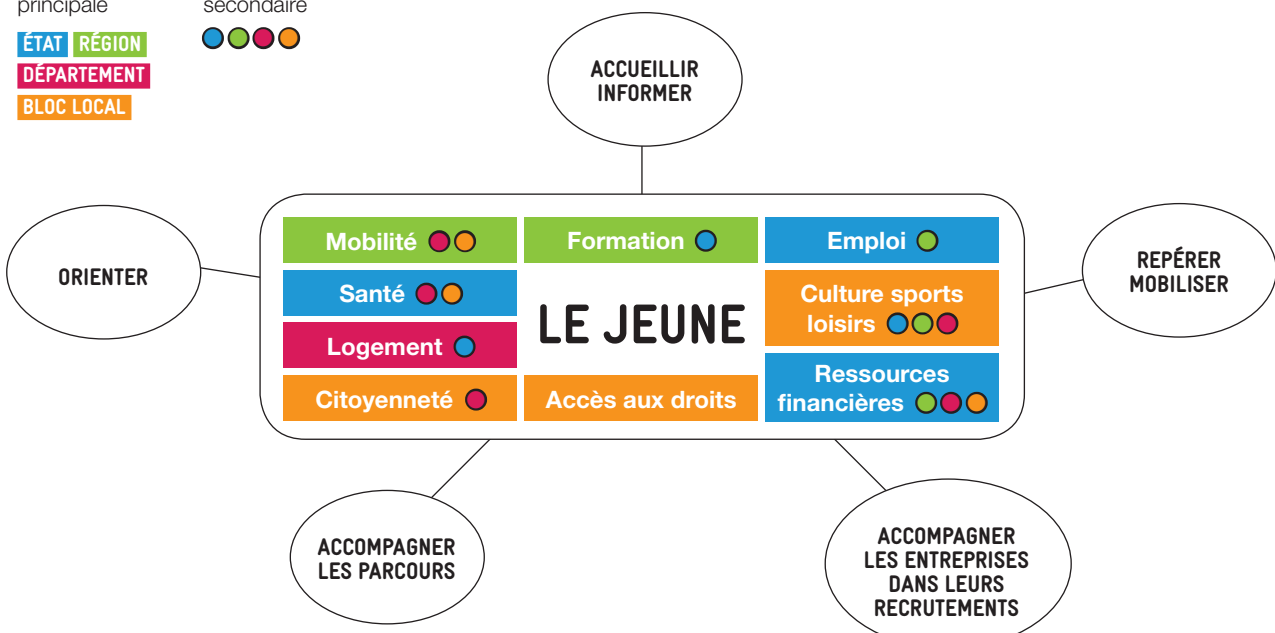 principale
secondaire
ÉTAT RÉGION
DÉPARTEMENT
BLOC LOCAL
ACCUEILLIR
INFORMER
ORIENTER
REPÉRER
MOBILISER
Mobilité
Formation
Emploi
Santé
LE JEUNE
Culture sports
loisirs
Logement
Ressources
financières
Citoyenneté
Accès aux droits
ACCOMPAGNER
LES PARCOURS
ACCOMPAGNER
LES ENTREPRISES
DANS LEURS
RECRUTEMENTS